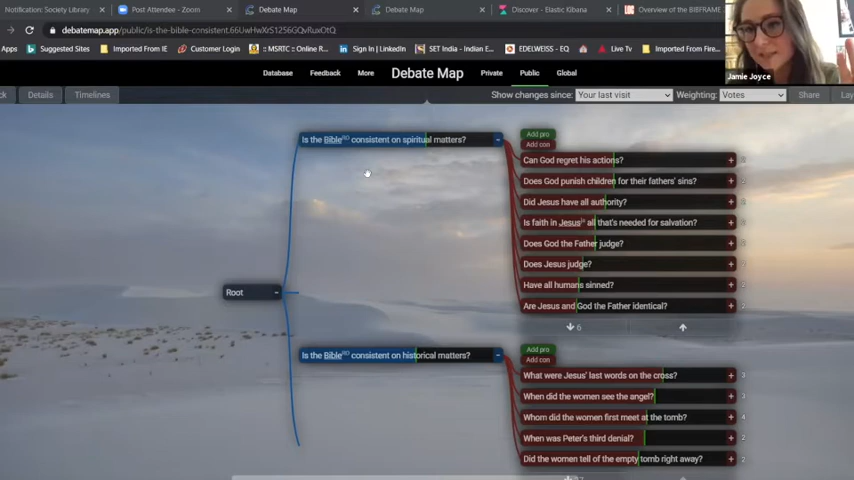 Notification: Society Library
Post Attendee - Zoom
Debate Map
Debate Map
Discover - Elastic Kibana
Overview of the BIBFRAME
debatemap.app/public/is-the-bible-consistent.66UwHwXrS1256GQvRuxOtQ
Apps
Suggested Sites
Imported From IE
Customer Login
:: MSRTC :: Online R...
Sign In | LinkedIn
SET India - Indian E...
EDELWEISS - EQ
Live Tv
Imported From Fire...
Jamie Joyce
Database
Feedback
More
Debate Map
Private
Public
Global
ck
Details
Timelines
Show changes since:
Your last visit
Weighting:
Votes
Share
Lay
Root
Is the Bible consistent on spiritual matters?
Add pro
Add con
Can God regret his actions?
Does God punish children for their fathers' sins?
Did Jesus have all authority?
Is faith in Jesus all that's needed for salvation?
Does God the Father judge?
Does Jesus judge?
Have all humans sinned?
Are Jesus and God the Father identical?
6
Is the Bible consistent on historical matters?
Add pro
Add con
What were Jesus' last words on the cross? 3
When did the women see the angel? 3
Whom did the women first meet at the tomb? 4
When was Peter's third denial? 2
Did the women tell of the empty tomb right away? 2